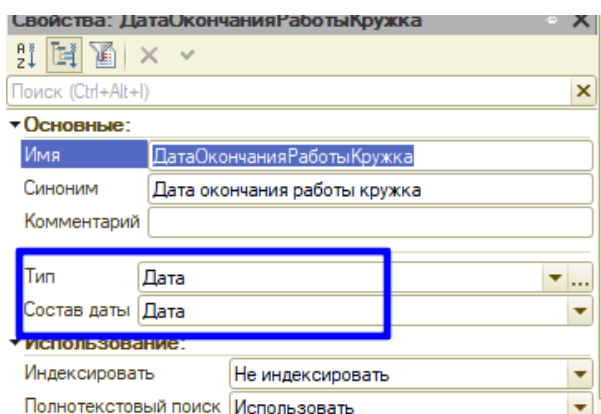 Свойства: ДатаОкончанияРаботыКружка
Поиск (Ctrl+Alt+I)
Основные:
Имя ДатаОкончанияРаботыКружка
Синоним Дата окончания работы кружка
Комментарий
Тип Дата ...
Состав даты Дата
Использование:
Индексировать Не индексировать
Полнотекстовый поиск Использовать